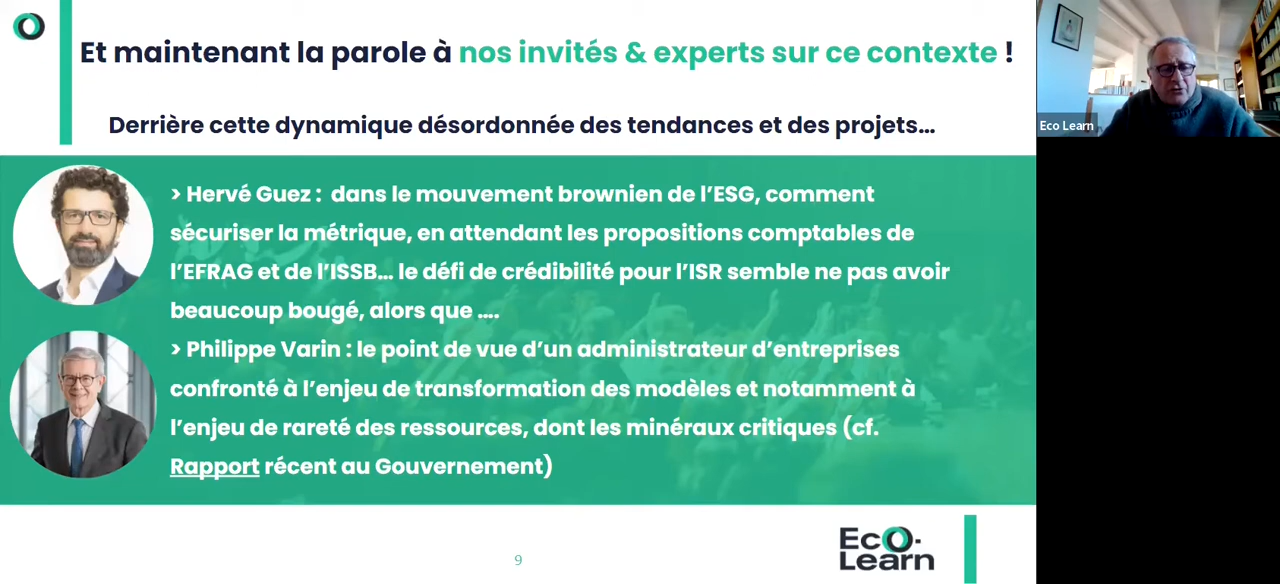 Et maintenant la parole à nos invités & experts sur ce contexte !
Derrière cette dynamique désordonnée des tendances et des projets...
> Hervé Guez : dans le mouvement brownien de l’ESG, comment
sécuriser la métrique, en attendant les propositions comptables de
l’EFRAG et de l’ISSB... le défi de crédibilité pour l’ISR semble ne pas avoir
beaucoup bougé, alors que ....
> Philippe Varin : le point de vue d’un administrateur d’entreprises
confronté à l’enjeu de transformation des modèles et notamment à
l’enjeu de rareté des ressources, dont les minéraux critiques (cf.
Rapport récent au Gouvernement)
9
EcO-
Learn
Eco Learn